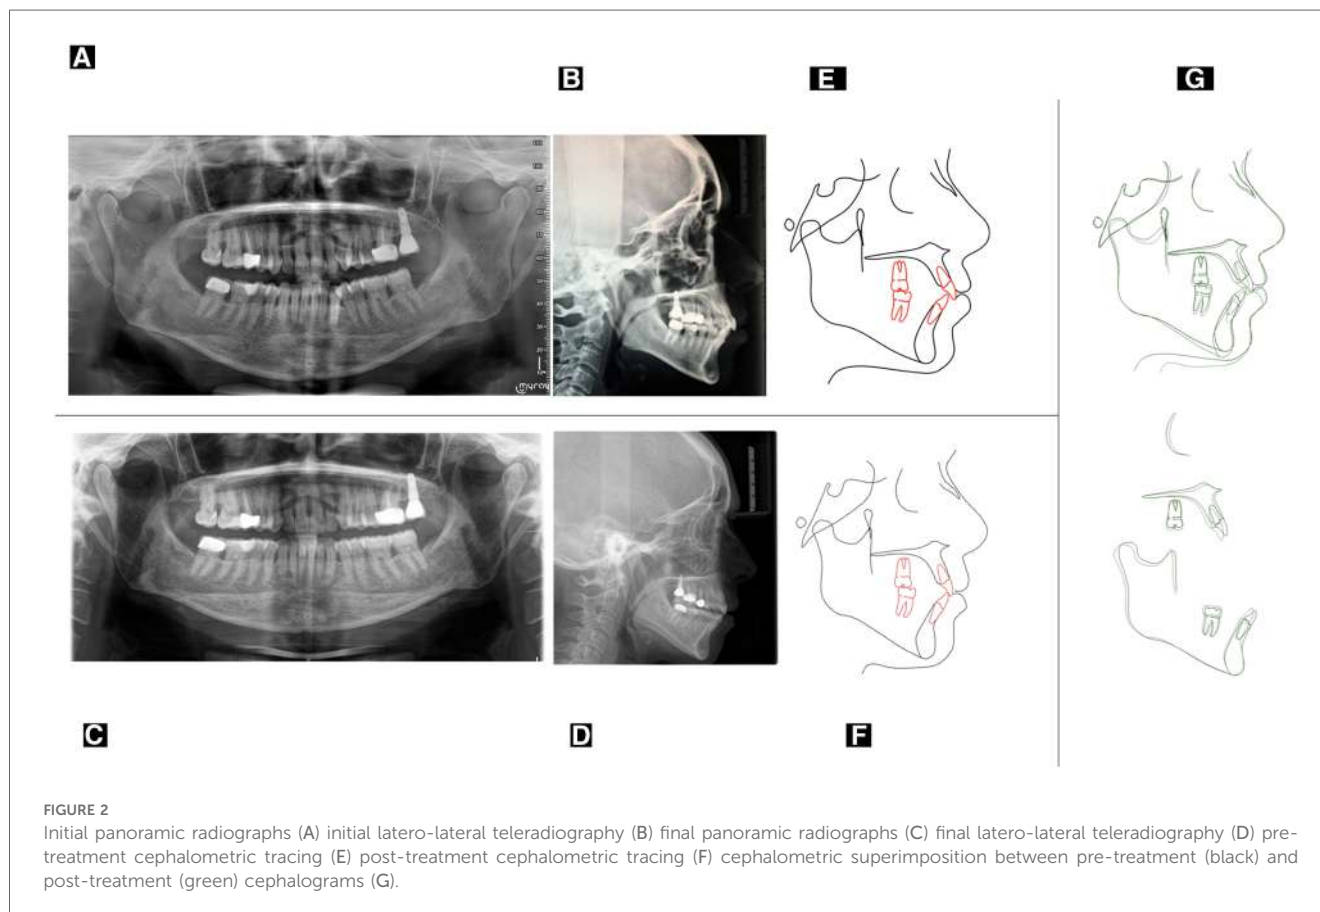 A
B
E
G
myray
C
D
F
FIGURE 2
Initial panoramic radiographs (A) initial latero-lateral teleradiography (B) final panoramic radiographs (C) final latero-lateral teleradiography (D) pre-
treatment cephalometric tracing (E) post-treatment cephalometric tracing (F) cephalometric superimposition between pre-treatment (black) and
post-treatment (green) cephalograms (G).